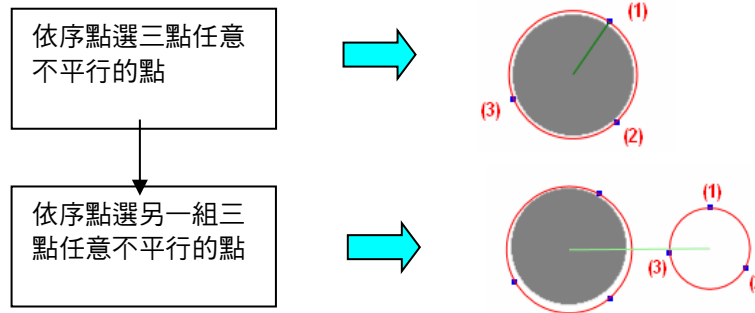 依序點選三點任意
不平行的點
(1)
(3)
(2)
依序點選另一組三
點任意不平行的點
(1)
(3)